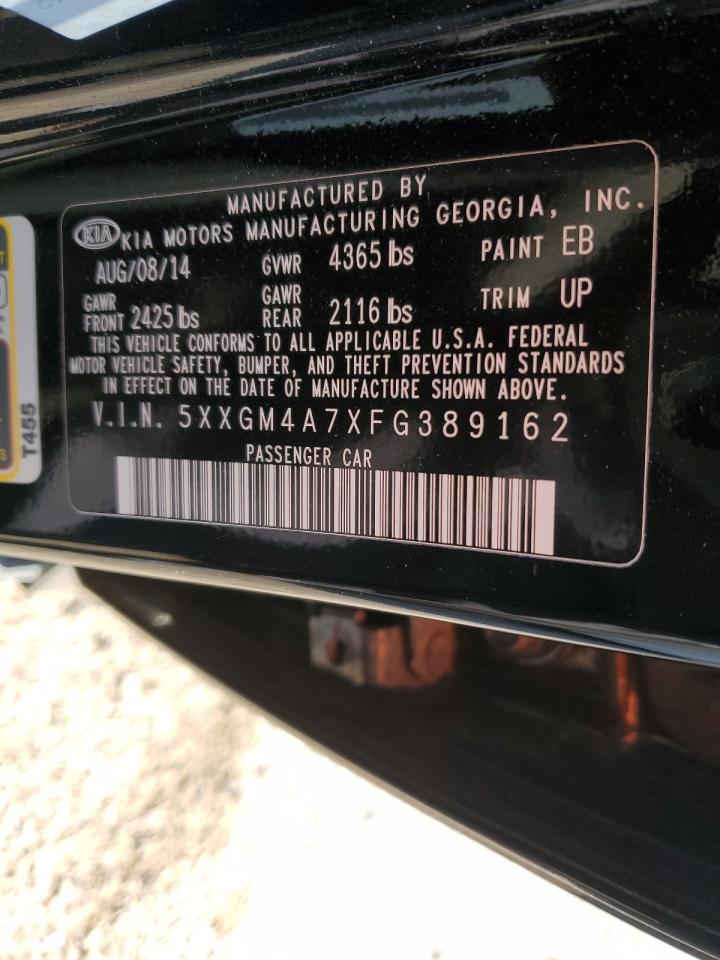 MANUFACTURED BY
KIA KIA MOTORS MANUFACTURING GEORGIA, INC.
AUG/08/14 GVWR 4365 lbs PAINT EB
GAWR FRONT 2425 lbs GAWR REAR 2116 lbs TRIM UP
THIS VEHICLE CONFORMS TO ALL APPLICABLE U.S.A. FEDERAL
MOTOR VEHICLE SAFETY, BUMPER, AND THEFT PREVENTION STANDARDS
IN EFFECT ON THE DATE OF MANUFACTURE SHOWN ABOVE.
V.I.N. 5XXGM4A7XFG389162
PASSENGER CAR
T455